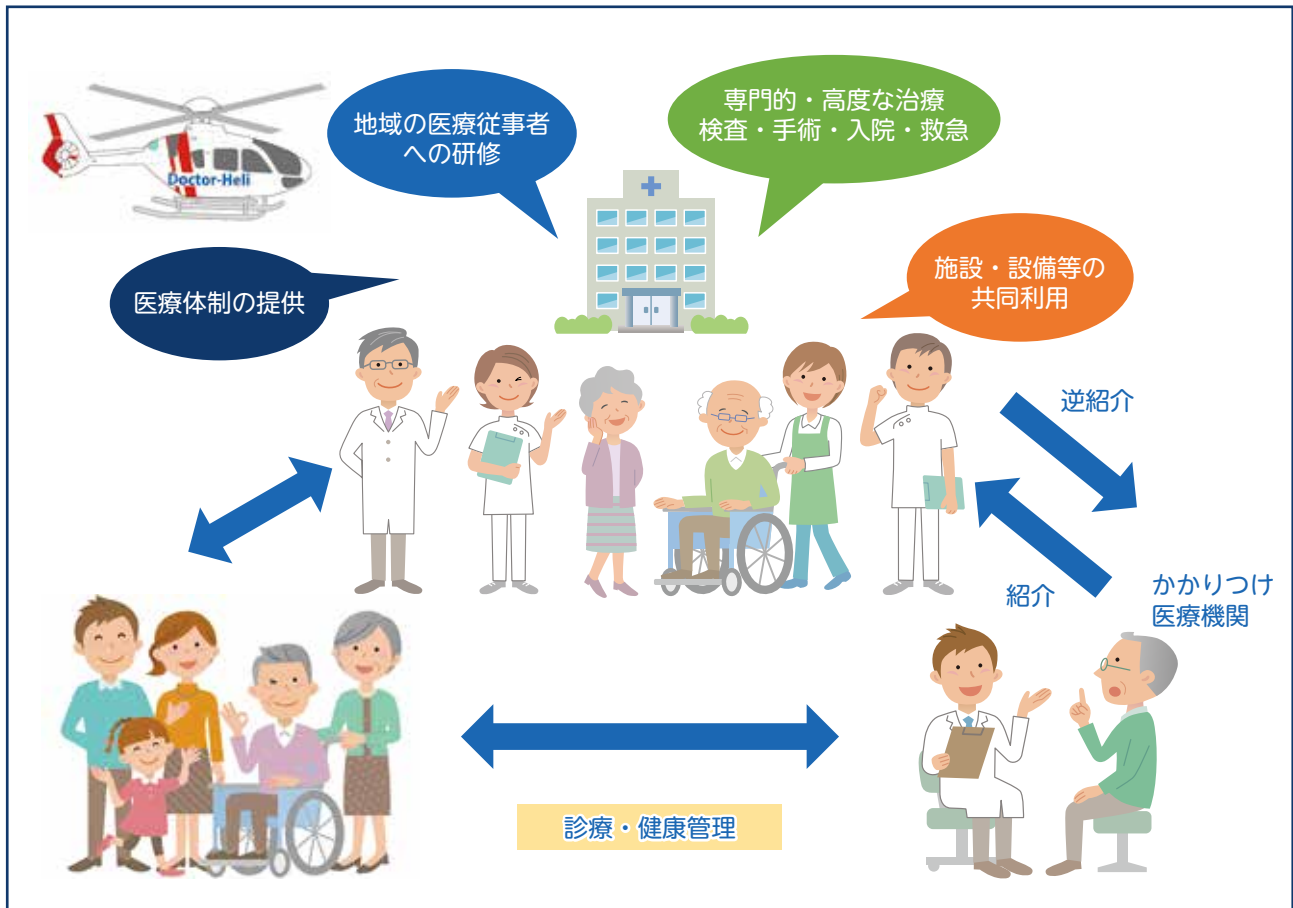 地域の医療従事者
への研修
専門的・高度な治療
検査・手術・入院・救急
Doctor-Heli
医療体制の提供
施設・設備等の
共同利用
逆紹介
紹介
かかりつけ
医療機関
診療・健康管理